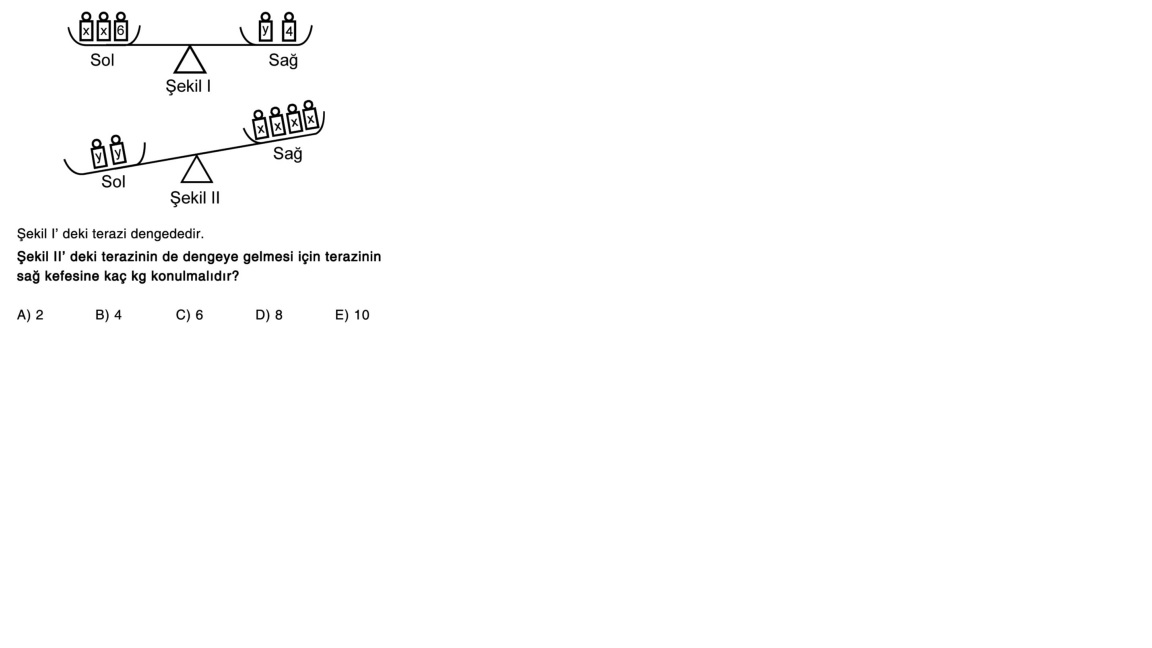 x x 6 y 4
Sol Sağ
Şekil I
x x x x
y y
Sağ
Sol
Şekil II
Şekil I' deki terazi dengededir.
Şekil II' deki terazinin de dengeye gelmesi için terazinin
sağ kefesine kaç kg konulmalıdır?
A) 2 B) 4 C) 6 D) 8 E) 10